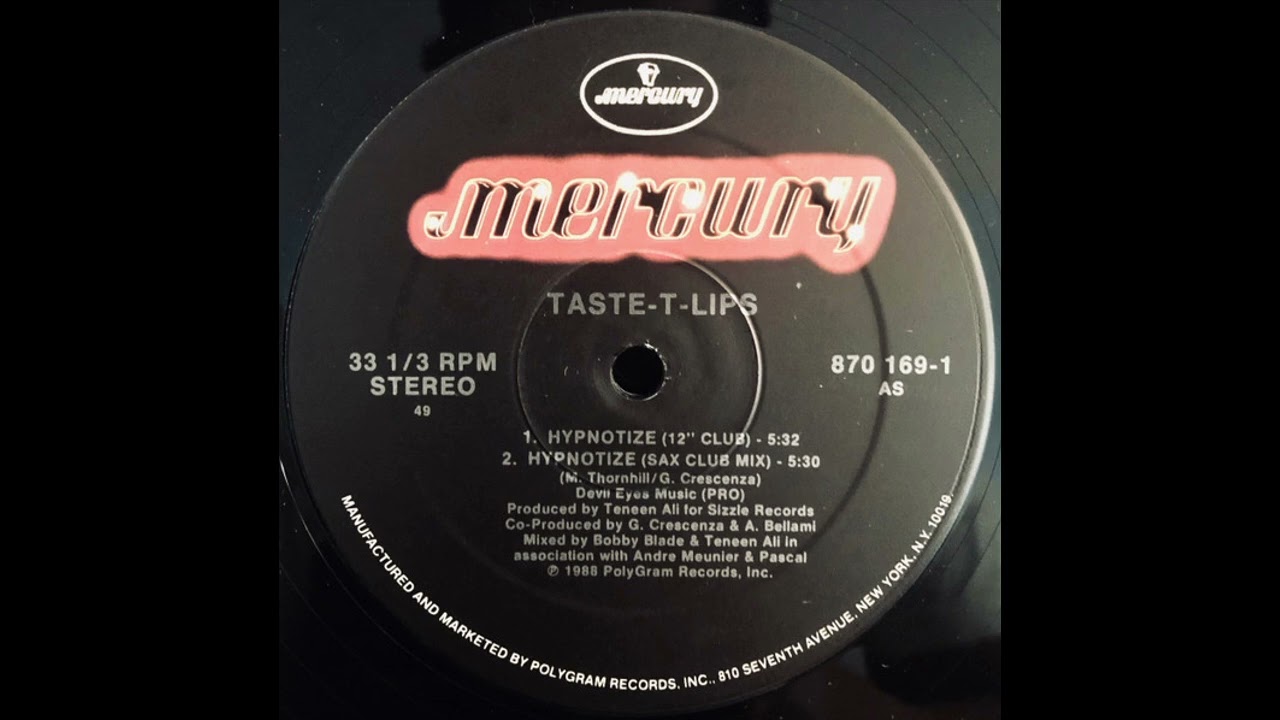 mercury
mercury
TASTE-T-LIPS
33 1/3 RPM
STEREO
49
870 169-1
AS
1. HYPNOTIZE (12" CLUB) - 5:32
2. HYPNOTIZE (SAX CLUB MIX) - 5:30
(M. Thornhill/G. Crescenza)
Devil Eyes Music (PRO)
Produced by Teneen Ali for Sizzle Records
Co-Produced by G. Crescenza & A. Bellami
Mixed by Bobby Blade & Teneen Ali in
association with Andre Meunier & Pascal
℗ 1988 PolyGram Records, Inc.
MANUFACTURED AND MARKETED BY POLYGRAM RECORDS, INC., 810 SEVENTH AVENUE, NEW YORK, N.Y. 10019.